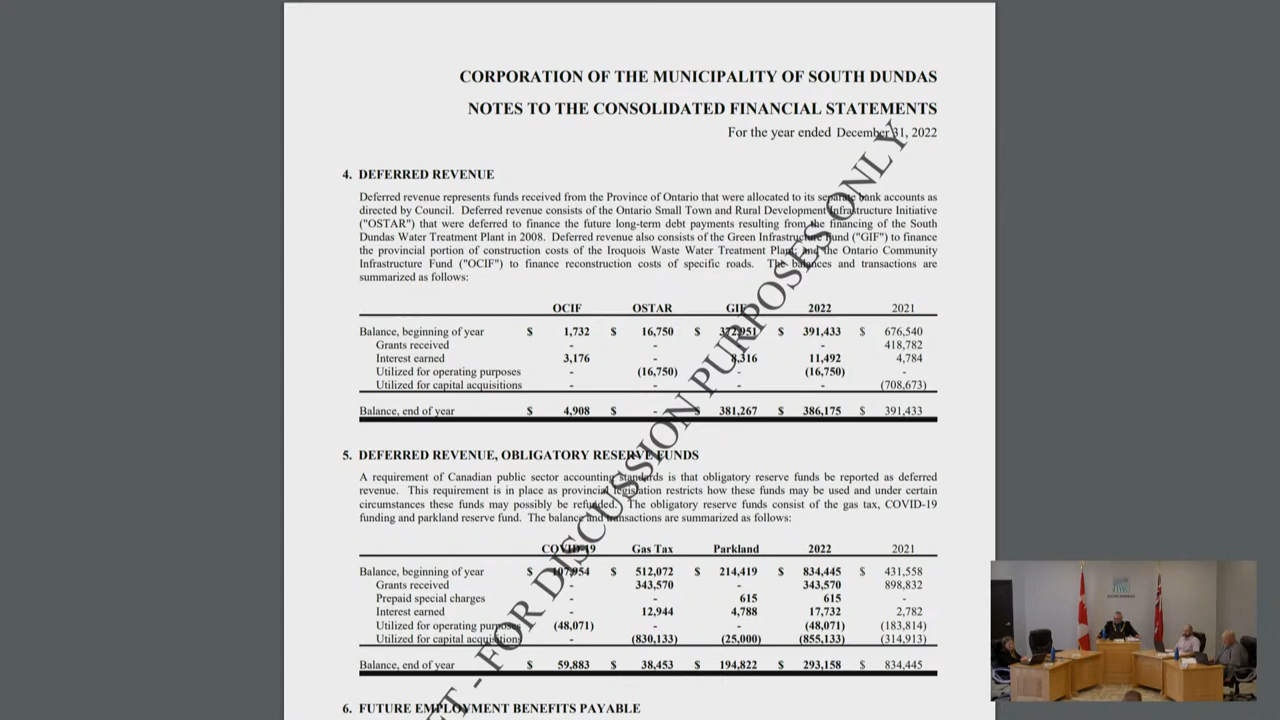 CORPORATION OF THE MUNICIPALITY OF SOUTH DUNDAS
NOTES TO THE CONSOLIDATED FINANCIAL STATEMENTS
For the year ended December 31, 2022
4. DEFERRED REVENUE
Deferred revenue represents funds received from the Province of Ontario that were allocated to its separate bank accounts as
directed by Council. Deferred revenue consists of the Ontario Small Town and Rural Development Infrastructure Initiative
("OSTAR") that were deferred to finance the future long-term debt payments resulting from the financing of the South
Dundas Water Treatment Plant in 2008. Deferred revenue also consists of the Green Infrastructure Fund ("GIF") to finance
the provincial portion of construction costs of the Iroquois Waste Water Treatment Plant; and the Ontario Community
Infrastructure Fund ("OCIF") to finance reconstruction costs of specific roads. The balances and transactions are
summarized as follows:
OCIF OSTAR GIF 2022 2021
Balance, beginning of year $ 1,732 $ 16,750 $ 372,951 $ 391,433 $ 676,540
Grants received - - - - 418,782
Interest earned 3,176 - 8,316 11,492 4,784
Utilized for operating purposes - (16,750) - (16,750) -
Utilized for capital acquisitions - - - - (708,673)
Balance, end of year $ 4,908 $ - $ 381,267 $ 386,175 $ 391,433
5. DEFERRED REVENUE, OBLIGATORY RESERVE FUNDS
A requirement of Canadian public sector accounting standards is that obligatory reserve funds be reported as deferred
revenue. This requirement is in place as provincial legislation restricts how these funds may be used and under certain
circumstances these funds may possibly be refunded. The obligatory reserve funds consist of the gas tax, COVID-19
funding and parkland reserve fund. The balance and transactions are summarized as follows:
COVID-19 Gas Tax Parkland 2022 2021
Balance, beginning of year $ 107,954 $ 512,072 $ 214,419 $ 834,445 $ 431,558
Grants received - 343,570 - 343,570 898,832
Prepaid special charges - - 615 615 -
Interest earned - 12,944 4,788 17,732 2,782
Utilized for operating purposes (48,071) - - (48,071) (183,814)
Utilized for capital acquisitions - (830,133) (25,000) (855,133) (314,913)
Balance, end of year $ 59,883 $ 38,453 $ 194,822 $ 293,158 $ 834,445
6. FUTURE EMPLOYMENT BENEFITS PAYABLE
- FOR DISCUSSION PURPOSES ONLY